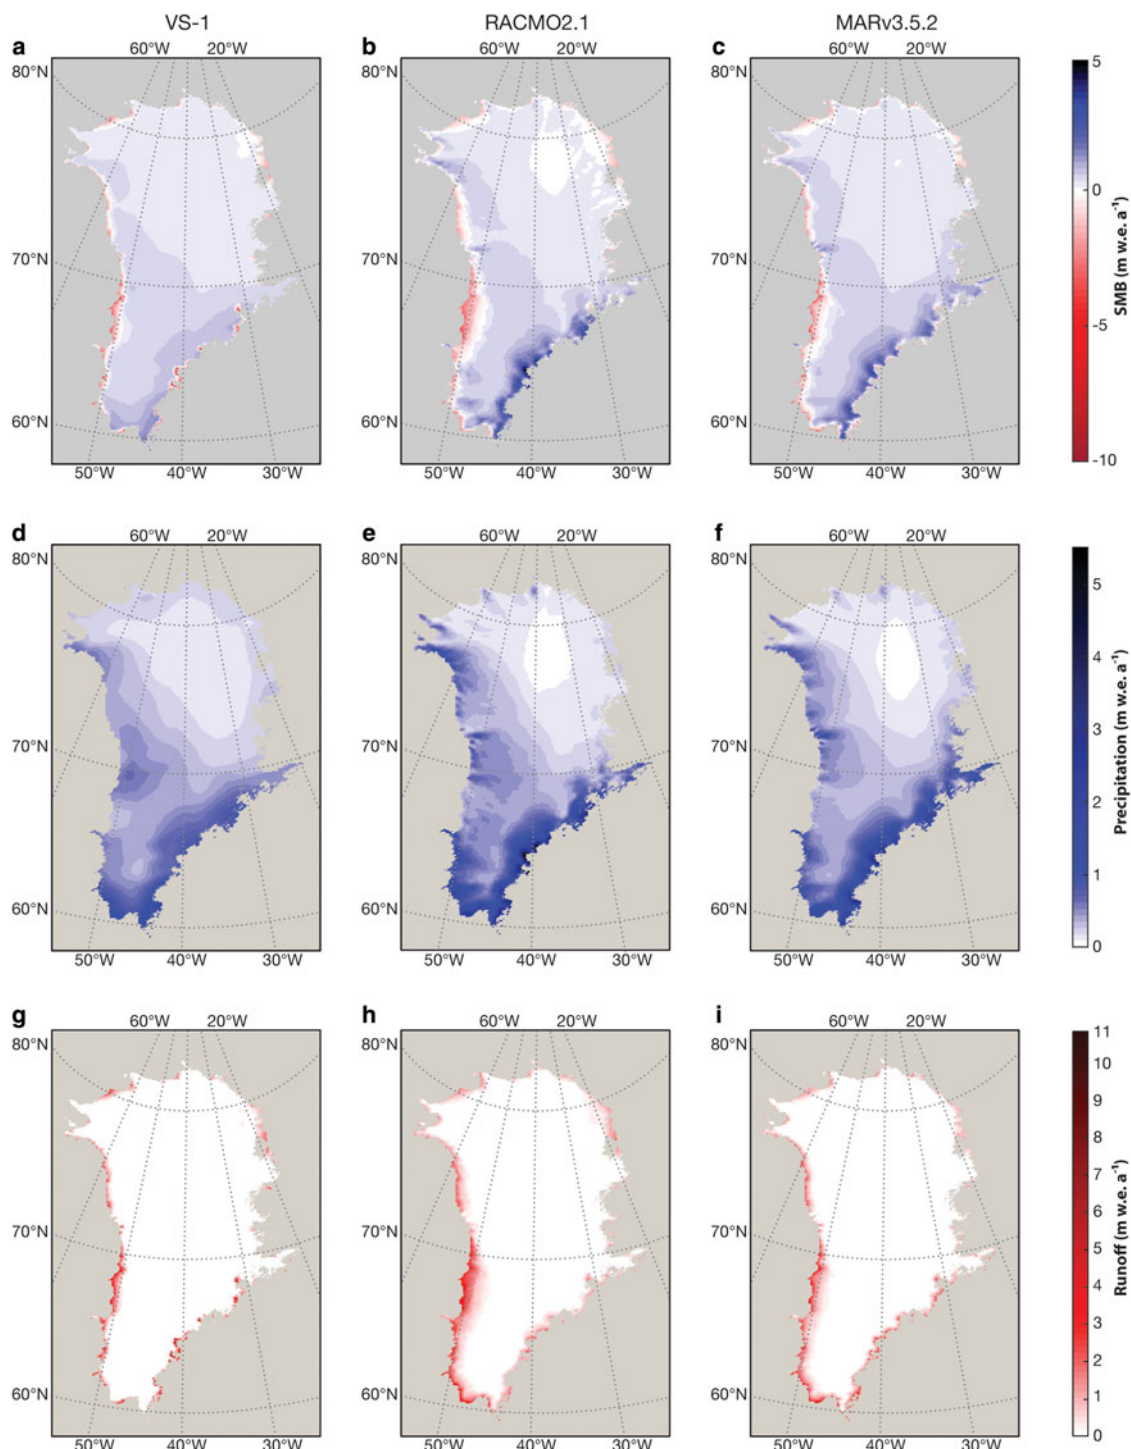 VS-1 RACMO2.1 MARv3.5.2
a 60°W 20°W b 60°W 20°W c 60°W 20°W
80°N 80°N 80°N 5
0
SMB (m w.e. a⁻¹)
70°N 70°N 70°N
-5
60°N 60°N 60°N
-10
50°W 40°W 30°W 50°W 40°W 30°W 50°W 40°W 30°W
d 60°W 20°W e 60°W 20°W f 60°W 20°W
80°N 80°N 80°N
5
4
Precipitation (m w.e. a⁻¹)
3
70°N 70°N 70°N
2
1
60°N 60°N 60°N
0
50°W 40°W 30°W 50°W 40°W 30°W 50°W 40°W 30°W
g 60°W 20°W h 60°W 20°W i 60°W 20°W
11
80°N 80°N 80°N
10
9
8
7
Runoff (m w.e. a⁻¹)
6
70°N 70°N 70°N
5
4
3
2
60°N 60°N 60°N
1
0
50°W 40°W 30°W 50°W 40°W 30°W 50°W 40°W 30°W